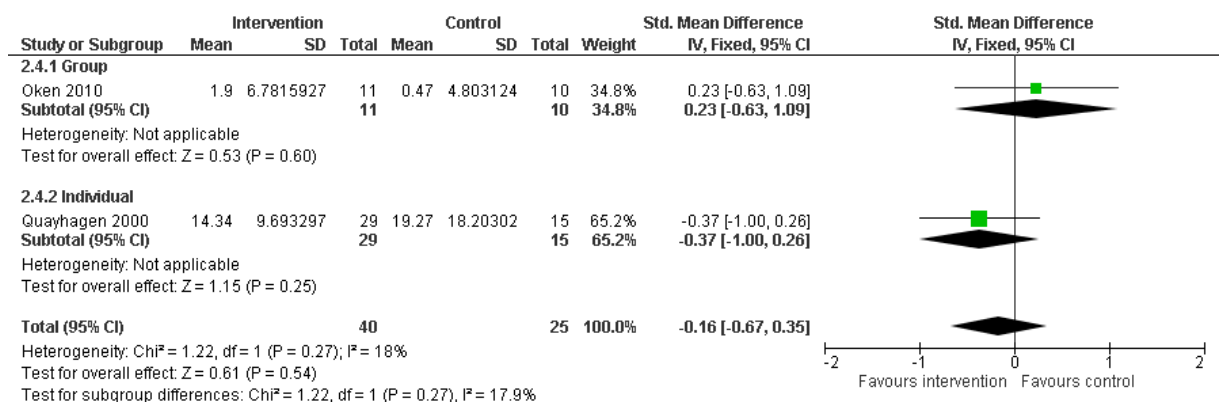 Intervention Control Std. Mean Difference Std. Mean Difference
Study or Subgroup Mean SD Total Mean SD Total Weight IV, Fixed, 95% CI IV, Fixed, 95% CI
2.4.1 Group
Oken 2010 1.9 6.7815927 11 0.47 4.803124 10 34.8% 0.23 [-0.63, 1.09]
Subtotal (95% CI) 11 10 34.8% 0.23 [-0.63, 1.09]
Heterogeneity: Not applicable
Test for overall effect: Z = 0.53 (P = 0.60)
2.4.2 Individual
Quayhagen 2000 14.34 9.693297 29 19.27 18.20302 15 65.2% -0.37 [-1.00, 0.26]
Subtotal (95% CI) 29 15 65.2% -0.37 [-1.00, 0.26]
Heterogeneity: Not applicable
Test for overall effect: Z = 1.15 (P = 0.25)
Total (95% CI) 40 25 100.0% -0.16 [-0.67, 0.35]
Heterogeneity: Chi² = 1.22, df = 1 (P = 0.27); I² = 18%
Test for overall effect: Z = 0.61 (P = 0.54)
Test for subgroup differences: Chi² = 1.22, df = 1 (P = 0.27), I² = 17.9%
-2 -1 0 1 2
Favours intervention Favours control